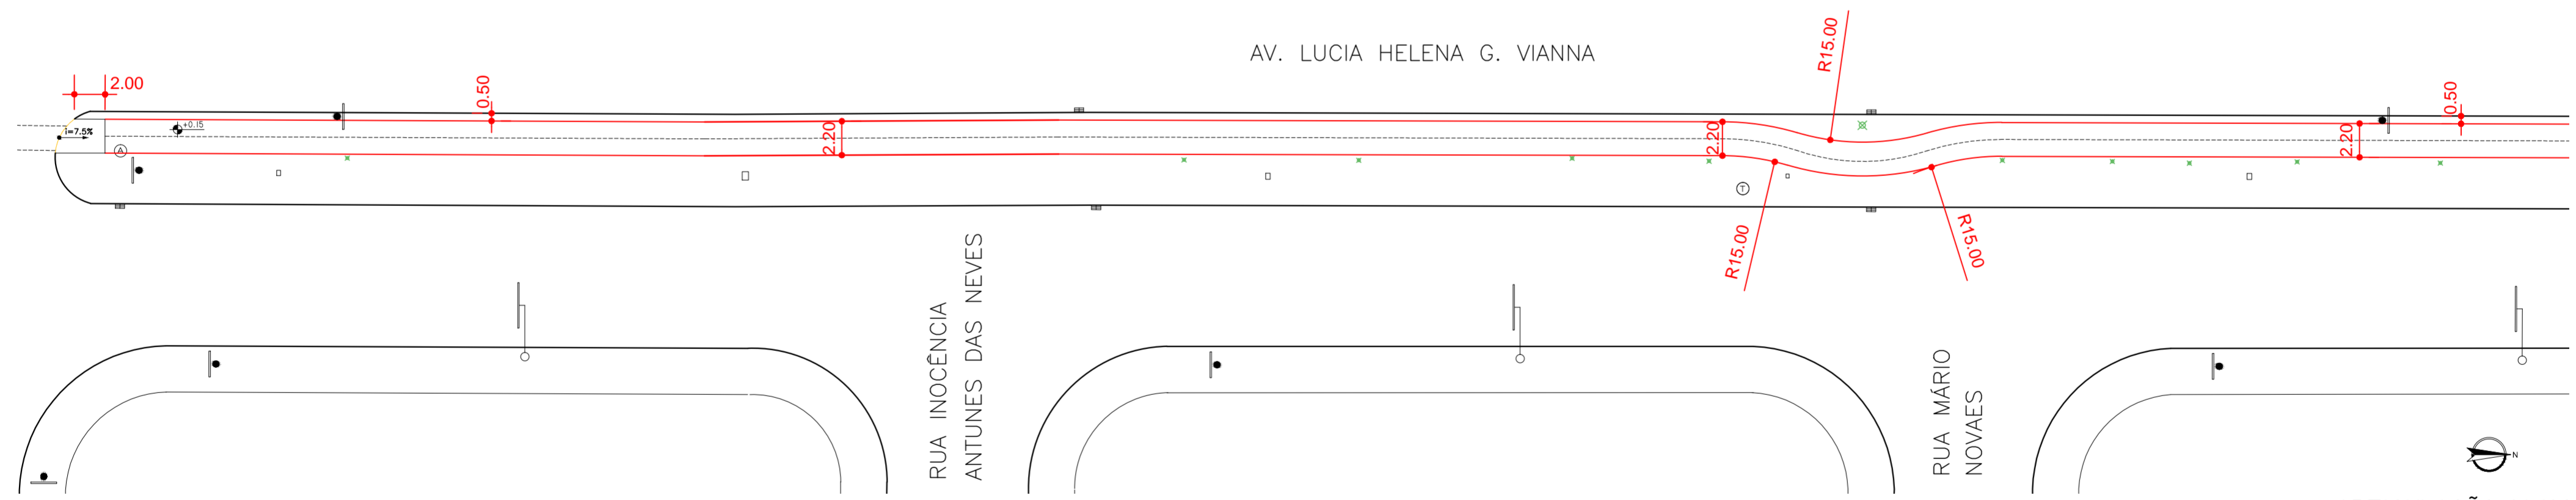 AV. LUCIA HELENA G. VIANNA
2.00
0.50
i=7.5%
+0.15
A
2.20
2.20
R15.00
R15.00
R15.00
T
2.20
0.50
RUA INOCÊNCIA
ANTUNES DAS NEVES
RUA MÁRIO
NOVAES
N